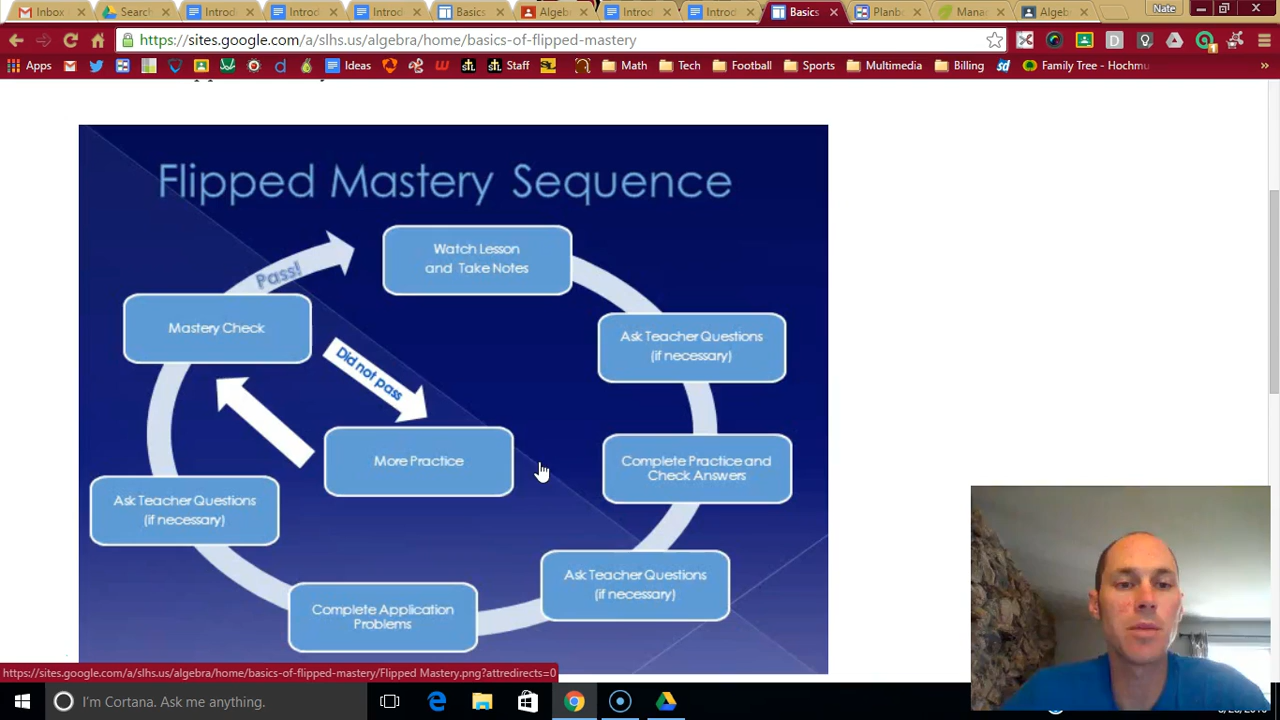 Inbox
Search
Introd
Introd
Introd
Basics
Algeb
Introd
Introd
Basics
Planb
Mana
Algeb
Nate
https://sites.google.com/a/slhs.us/algebra/home/basics-of-flipped-mastery
Apps
Ideas
Staff
Math
Tech
Football
Sports
Multimedia
Billing
Family Tree - Hochmu
Flipped Mastery Sequence
Watch Lesson
and Take Notes
Pass!
Mastery Check
Ask Teacher Questions
(if necessary)
Did not pass
More Practice
Complete Practice and
Check Answers
Ask Teacher Questions
(if necessary)
Ask Teacher Questions
(if necessary)
Complete Application
Problems
https://sites.google.com/a/slhs.us/algebra/home/basics-of-flipped-mastery/Flipped Mastery.png?attredirects=0
I'm Cortana. Ask me anything.